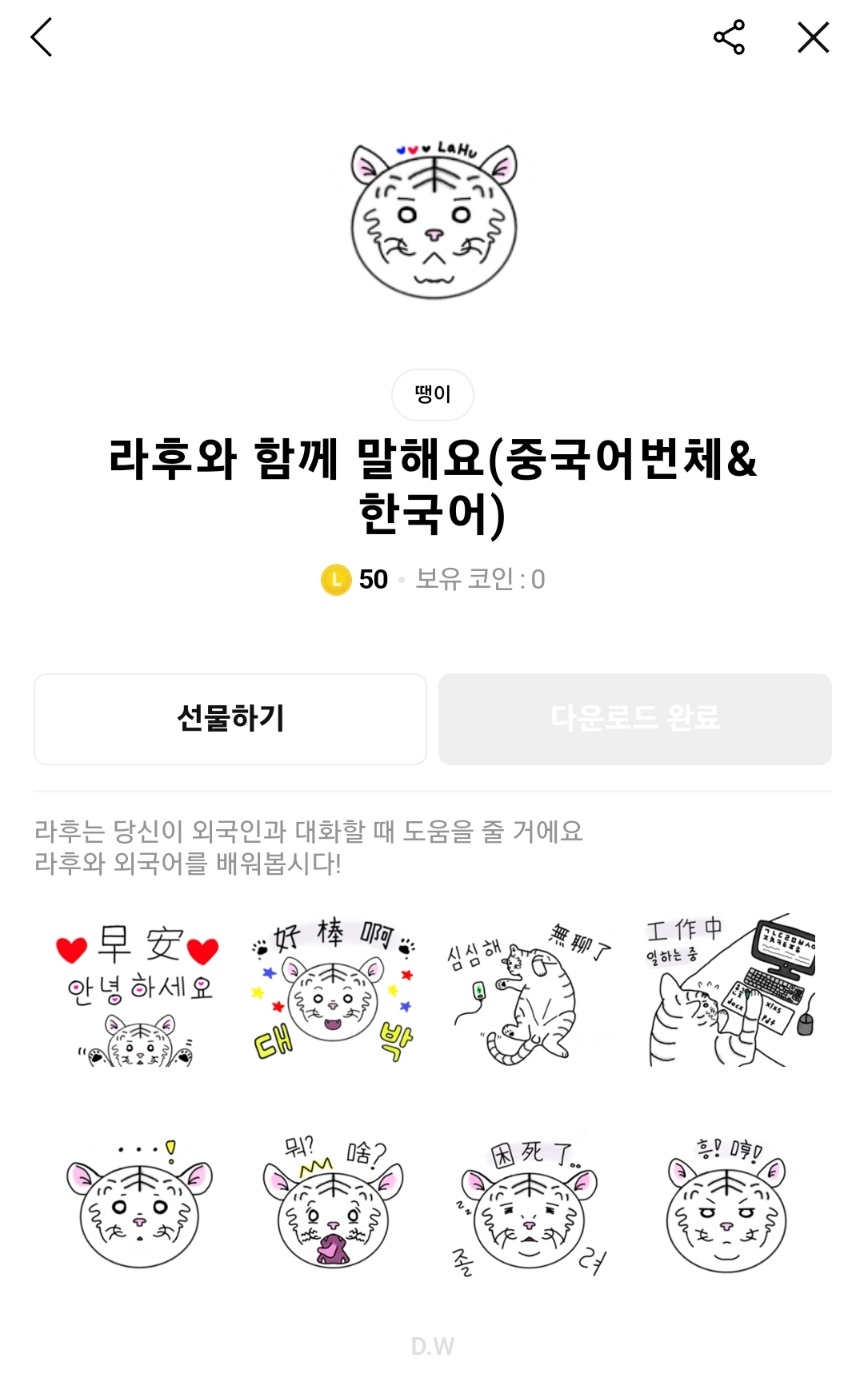 LaHu
땡이
라후와 함께 말해요(중국어번체&
한국어)
L 50 • 보유 코인 : 0
선물하기
다운로드 완료
라후는 당신이 외국인과 대화할 때 도움을 줄 거에요
라후와 외국어를 배워봅시다!
早安
안녕하세요
好棒啊
대박
심심해
無聊了
工作中
일하는 중
docx
xlos
Pdf
...!
뭐?
啥?
困死了..
졸려
흥! 哼!
D.W